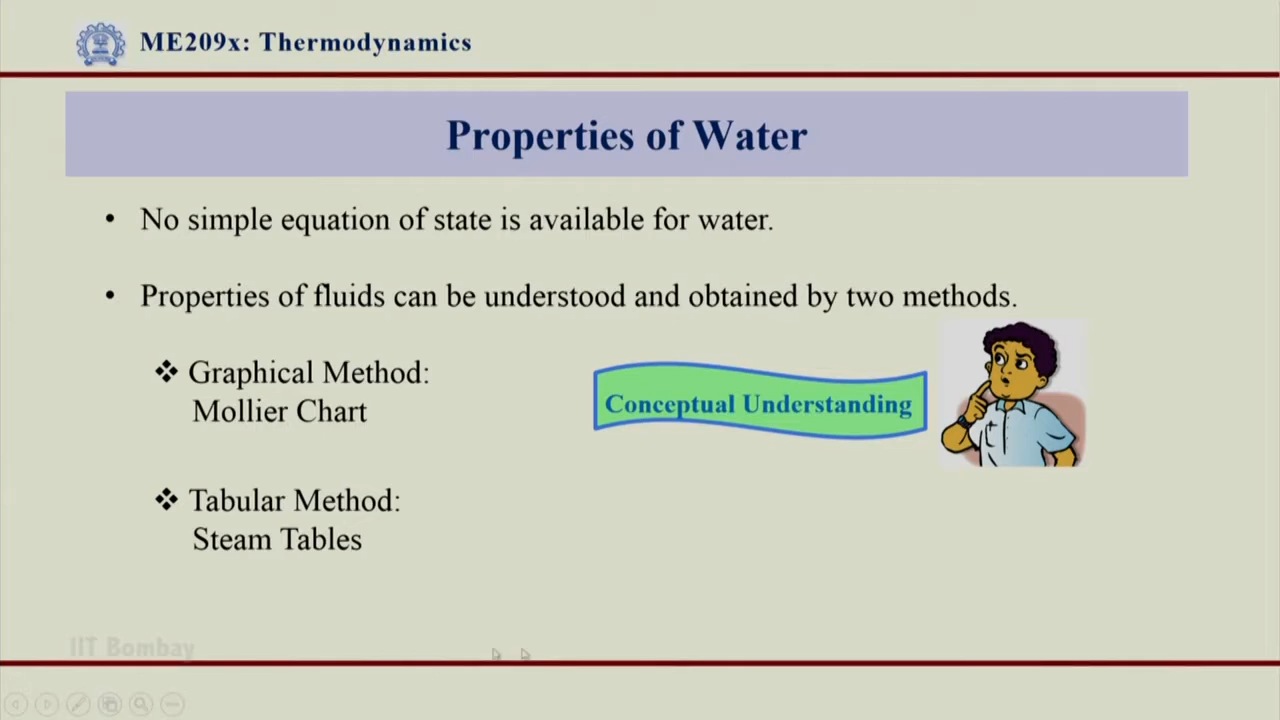 ME209x: Thermodynamics
Properties of Water
• No simple equation of state is available for water.
• Properties of fluids can be understood and obtained by two methods.
❖ Graphical Method:
Mollier Chart
Conceptual Understanding
❖ Tabular Method:
Steam Tables
IIT Bombay